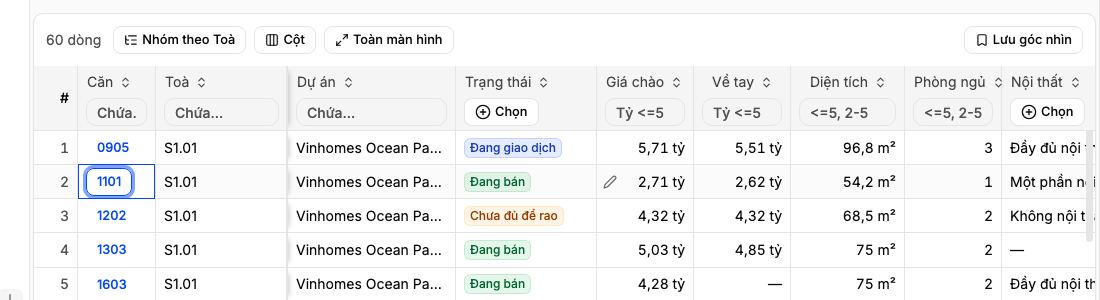 60 dòng Nhóm theo Toà Cột Toàn màn hình Lưu góc nhìn
# Căn Toà Dự án Trạng thái Giá chào Về tay Diện tích Phòng ngủ Nội thất
Chứa. Chứa... Chứa... Chọn Tỷ <=5 Tỷ <=5 <=5, 2-5 <=5, 2-5 Chọn
1 0905 S1.01 Vinhomes Ocean Pa... Đang giao dịch 5,71 tỷ 5,51 tỷ 96,8 m² 3 Đầy đủ nội
2 1101 S1.01 Vinhomes Ocean Pa... Đang bán 2,71 tỷ 2,62 tỷ 54,2 m² 1 Một phần
3 1202 S1.01 Vinhomes Ocean Pa... Chưa đủ để rao 4,32 tỷ 4,32 tỷ 68,5 m² 2 Không nội
4 1303 S1.01 Vinhomes Ocean Pa... Đang bán 5,03 tỷ 4,85 tỷ 75 m² 2 —
5 1603 S1.01 Vinhomes Ocean Pa... Đang bán 4,28 tỷ — 75 m² 2 Đầy đủ nội